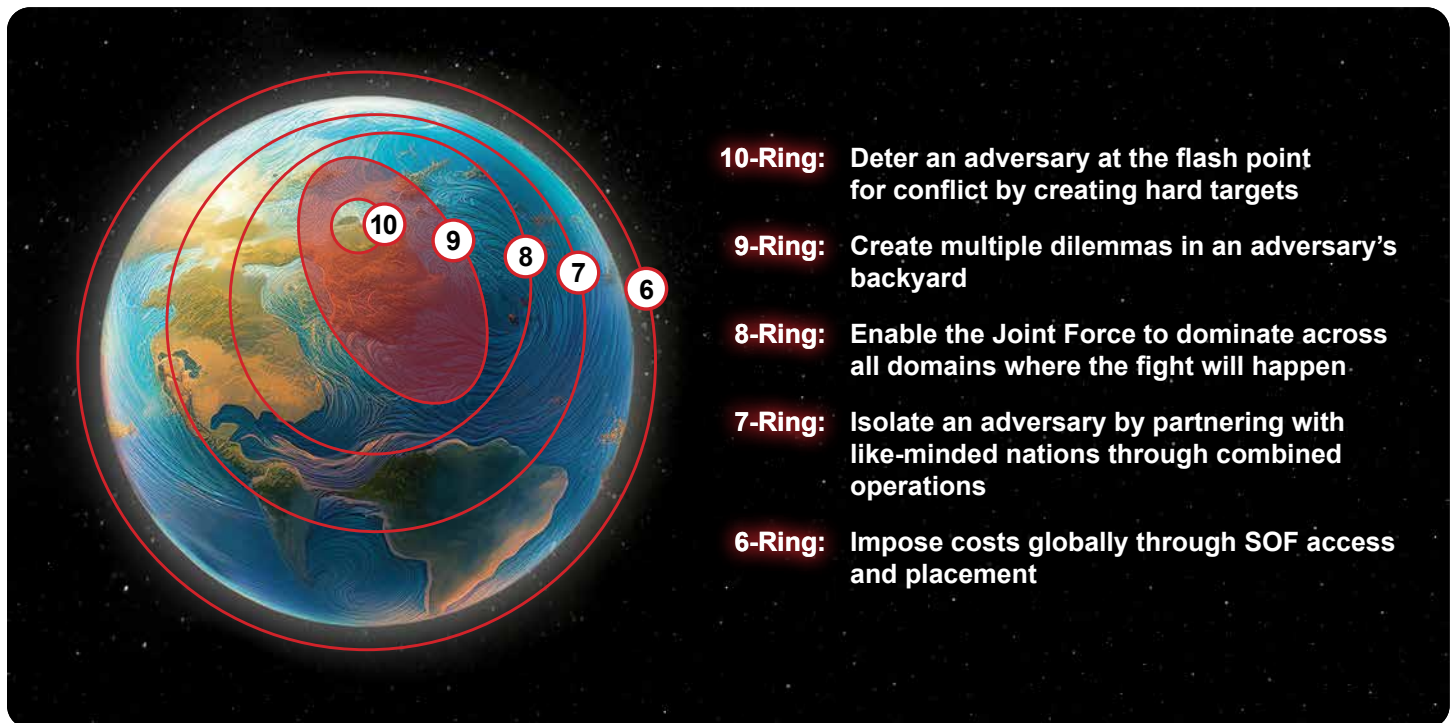 10
9
8
7
6
10-Ring: Deter an adversary at the flash point
for conflict by creating hard targets
9-Ring: Create multiple dilemmas in an adversary’s
backyard
8-Ring: Enable the Joint Force to dominate across
all domains where the fight will happen
7-Ring: Isolate an adversary by partnering with
like-minded nations through combined
operations
6-Ring: Impose costs globally through SOF access
and placement